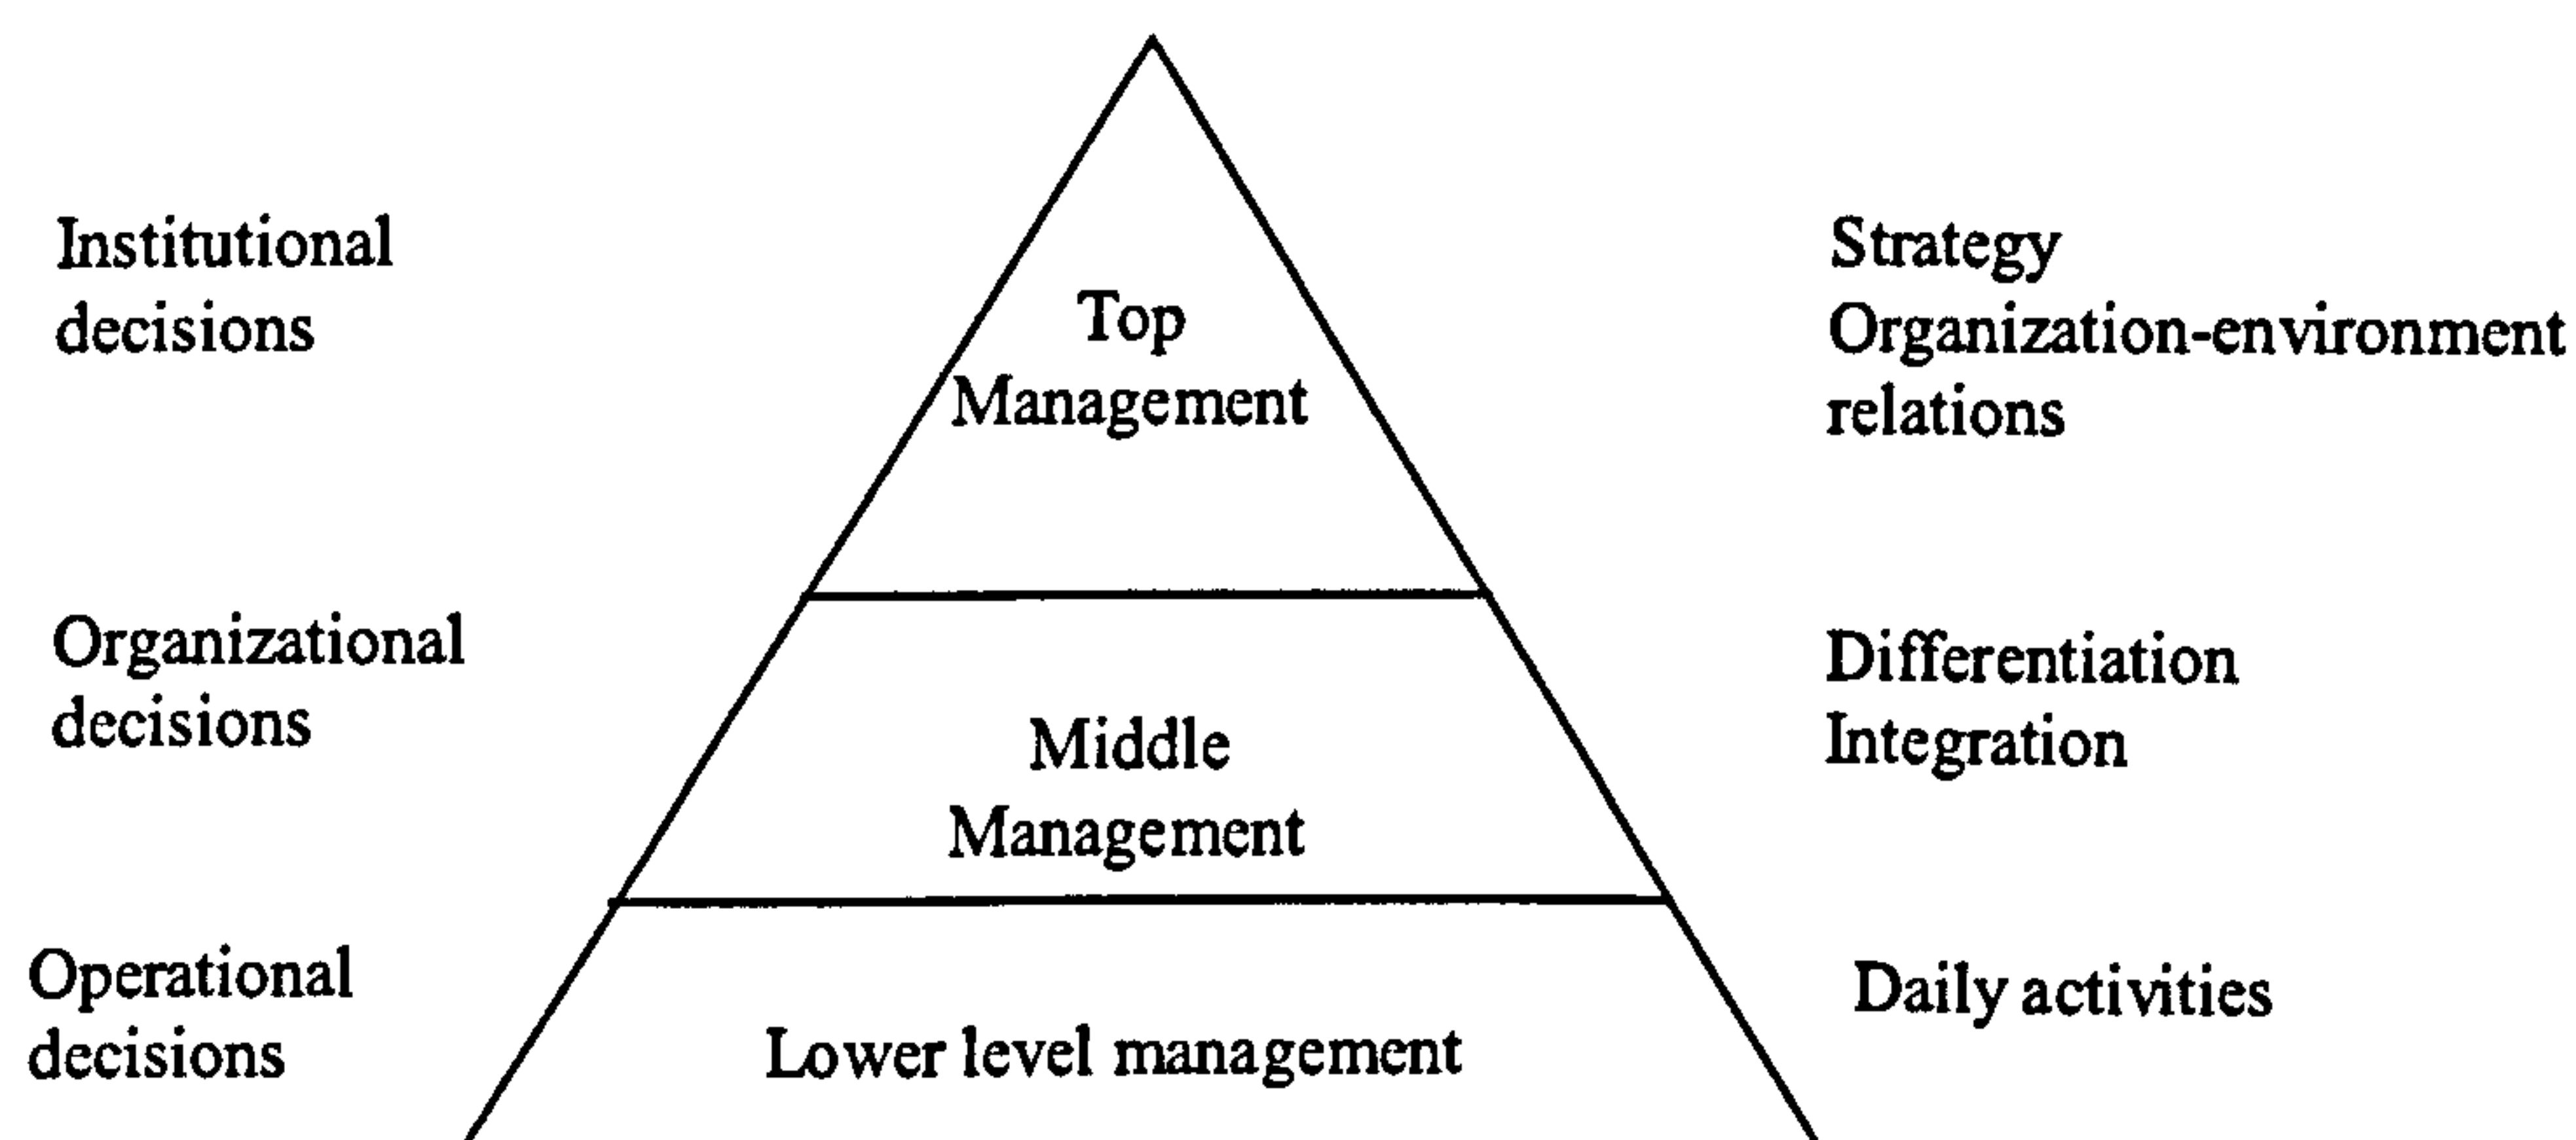 Institutional
decisions
Top
Management
Strategy
Organization-environment
relations
Organizational
decisions
Middle
Management
Differentiation
Integration
Operational
decisions
Lower level management
Daily activities